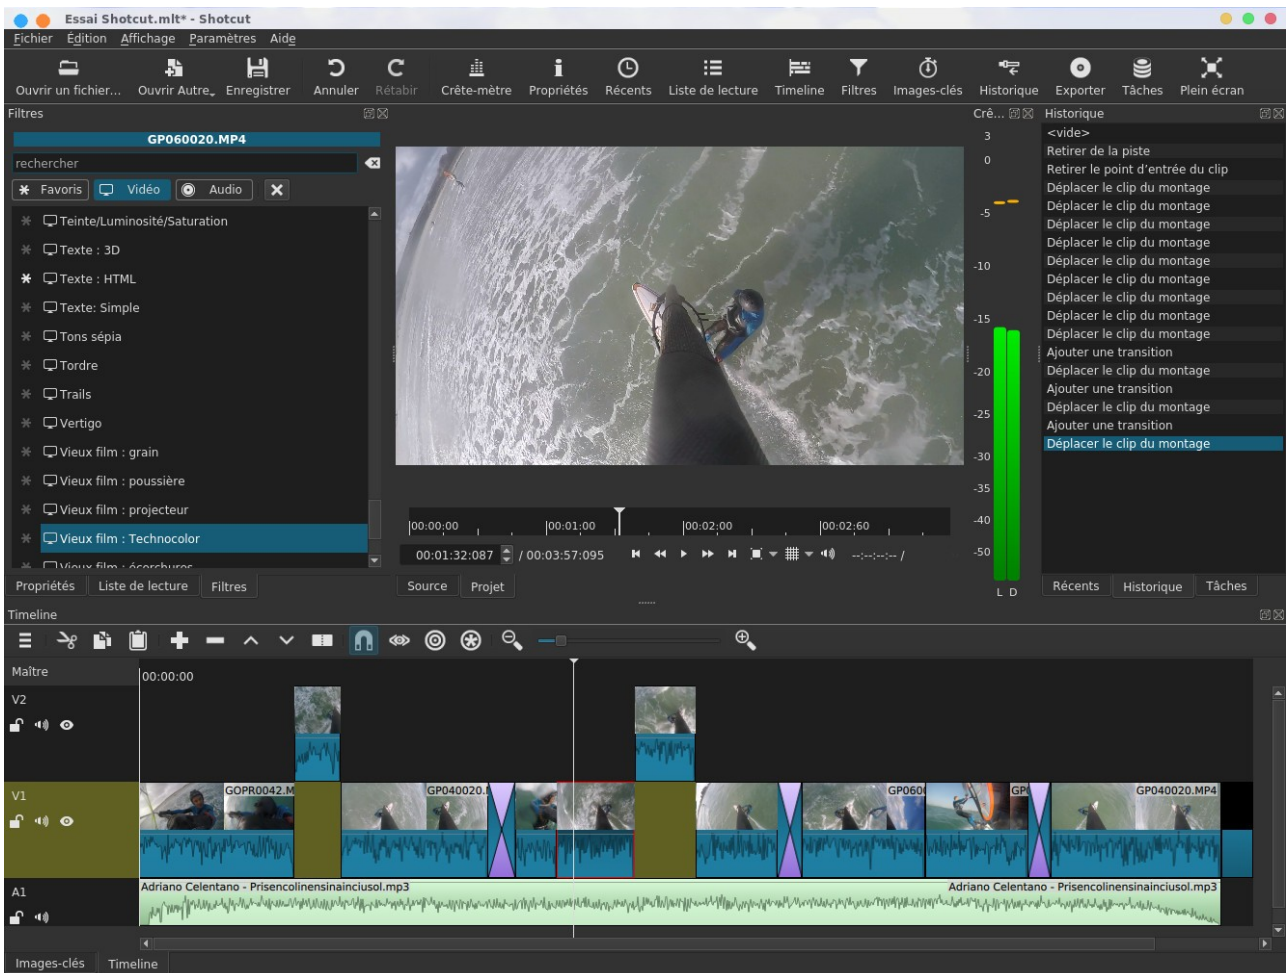 Essai Shotcut.mlt* - Shotcut
Fichier Édition Affichage Paramètres Aide
Ouvrir un fichier... Ouvrir Autre Enregistrer Annuler Rétabir Crête-mètre Propriétés Récents Liste de lecture Timeline Filtres Images-clés Historique Exporter Tâches Plein écran
Filtres
GP060020.MP4
rechercher
Favoris Vidéo Audio
Teinte/Luminosité/Saturation
Texte : 3D
Texte : HTML
Texte: Simple
Tons sépia
Tordre
Trails
Vertigo
Vieux film : grain
Vieux film : poussière
Vieux film : projecteur
Vieux film : Technocolor
Vieux film : écorchures
Propriétés Liste de lecture Filtres
00:00:00 00:01:00 00:02:00 00:02:60
00:01:32:087 / 00:03:57:095 --:--:--:-- /
Source Projet
Crê...
3
0
-5
-10
-15
-20
-25
-30
-35
-40
-50
L D
Historique
<vide>
Retirer de la piste
Retirer le point d'entrée du clip
Déplacer le clip du montage
Déplacer le clip du montage
Déplacer le clip du montage
Déplacer le clip du montage
Déplacer le clip du montage
Déplacer le clip du montage
Déplacer le clip du montage
Déplacer le clip du montage
Déplacer le clip du montage
Ajouter une transition
Déplacer le clip du montage
Ajouter une transition
Déplacer le clip du montage
Ajouter une transition
Déplacer le clip du montage
Récents Historique Tâches
Timeline
Maître
00:00:00
V2
V1
GOPR0042.M GP040020. GP060 GP GP040020.MP4
A1
Adriano Celentano - Prisencolinensinainciusol.mp3 Adriano Celentano - Prisencolinensinainciusol.mp3
Images-clés Timeline